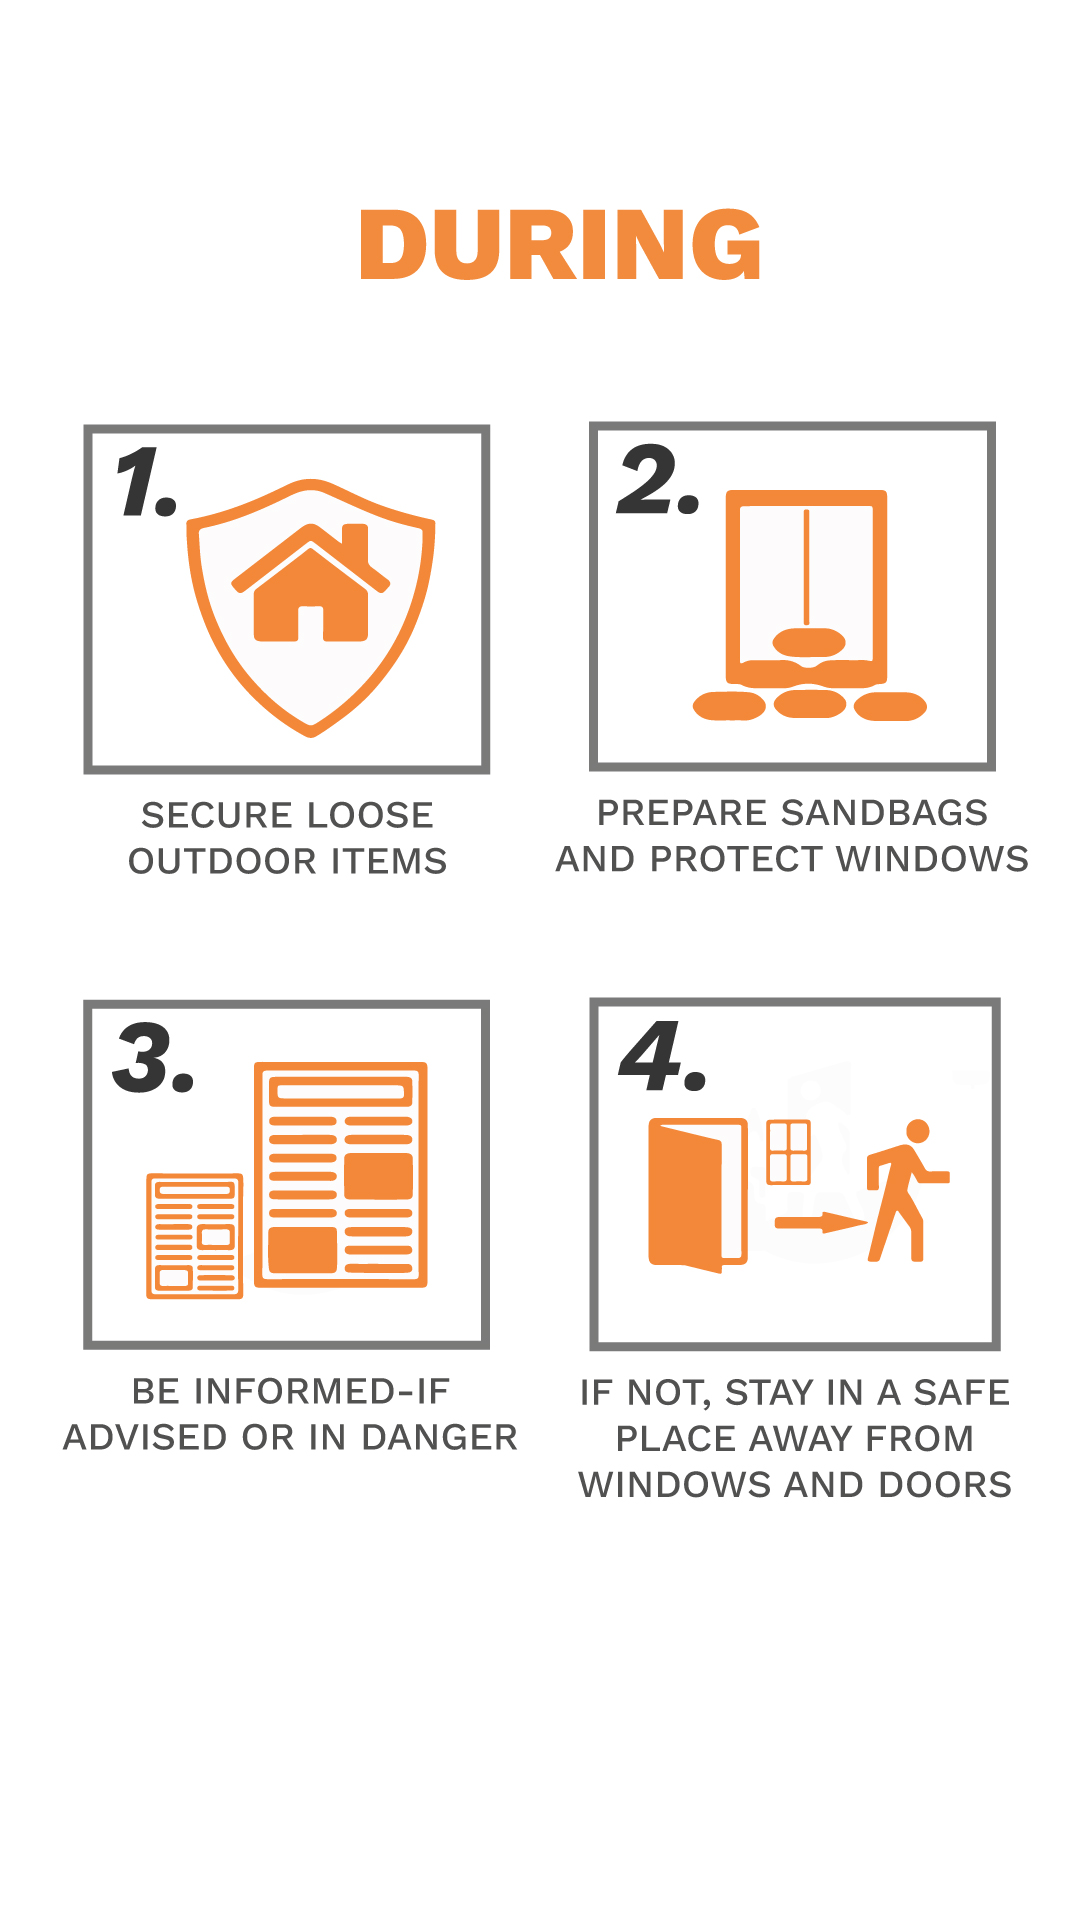 DURING
1.
SECURE LOOSE
OUTDOOR ITEMS
2.
PREPARE SANDBAGS
AND PROTECT WINDOWS
3.
BE INFORMED-IF
ADVISED OR IN DANGER
4.
IF NOT, STAY IN A SAFE
PLACE AWAY FROM
WINDOWS AND DOORS